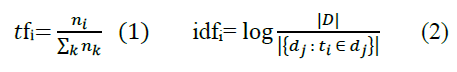 tfᵢ= nᵢ / ∑ₖ nₖ (1) idfᵢ= log |D| / |{dⱼ : tᵢ ∈ dⱼ}| (2)